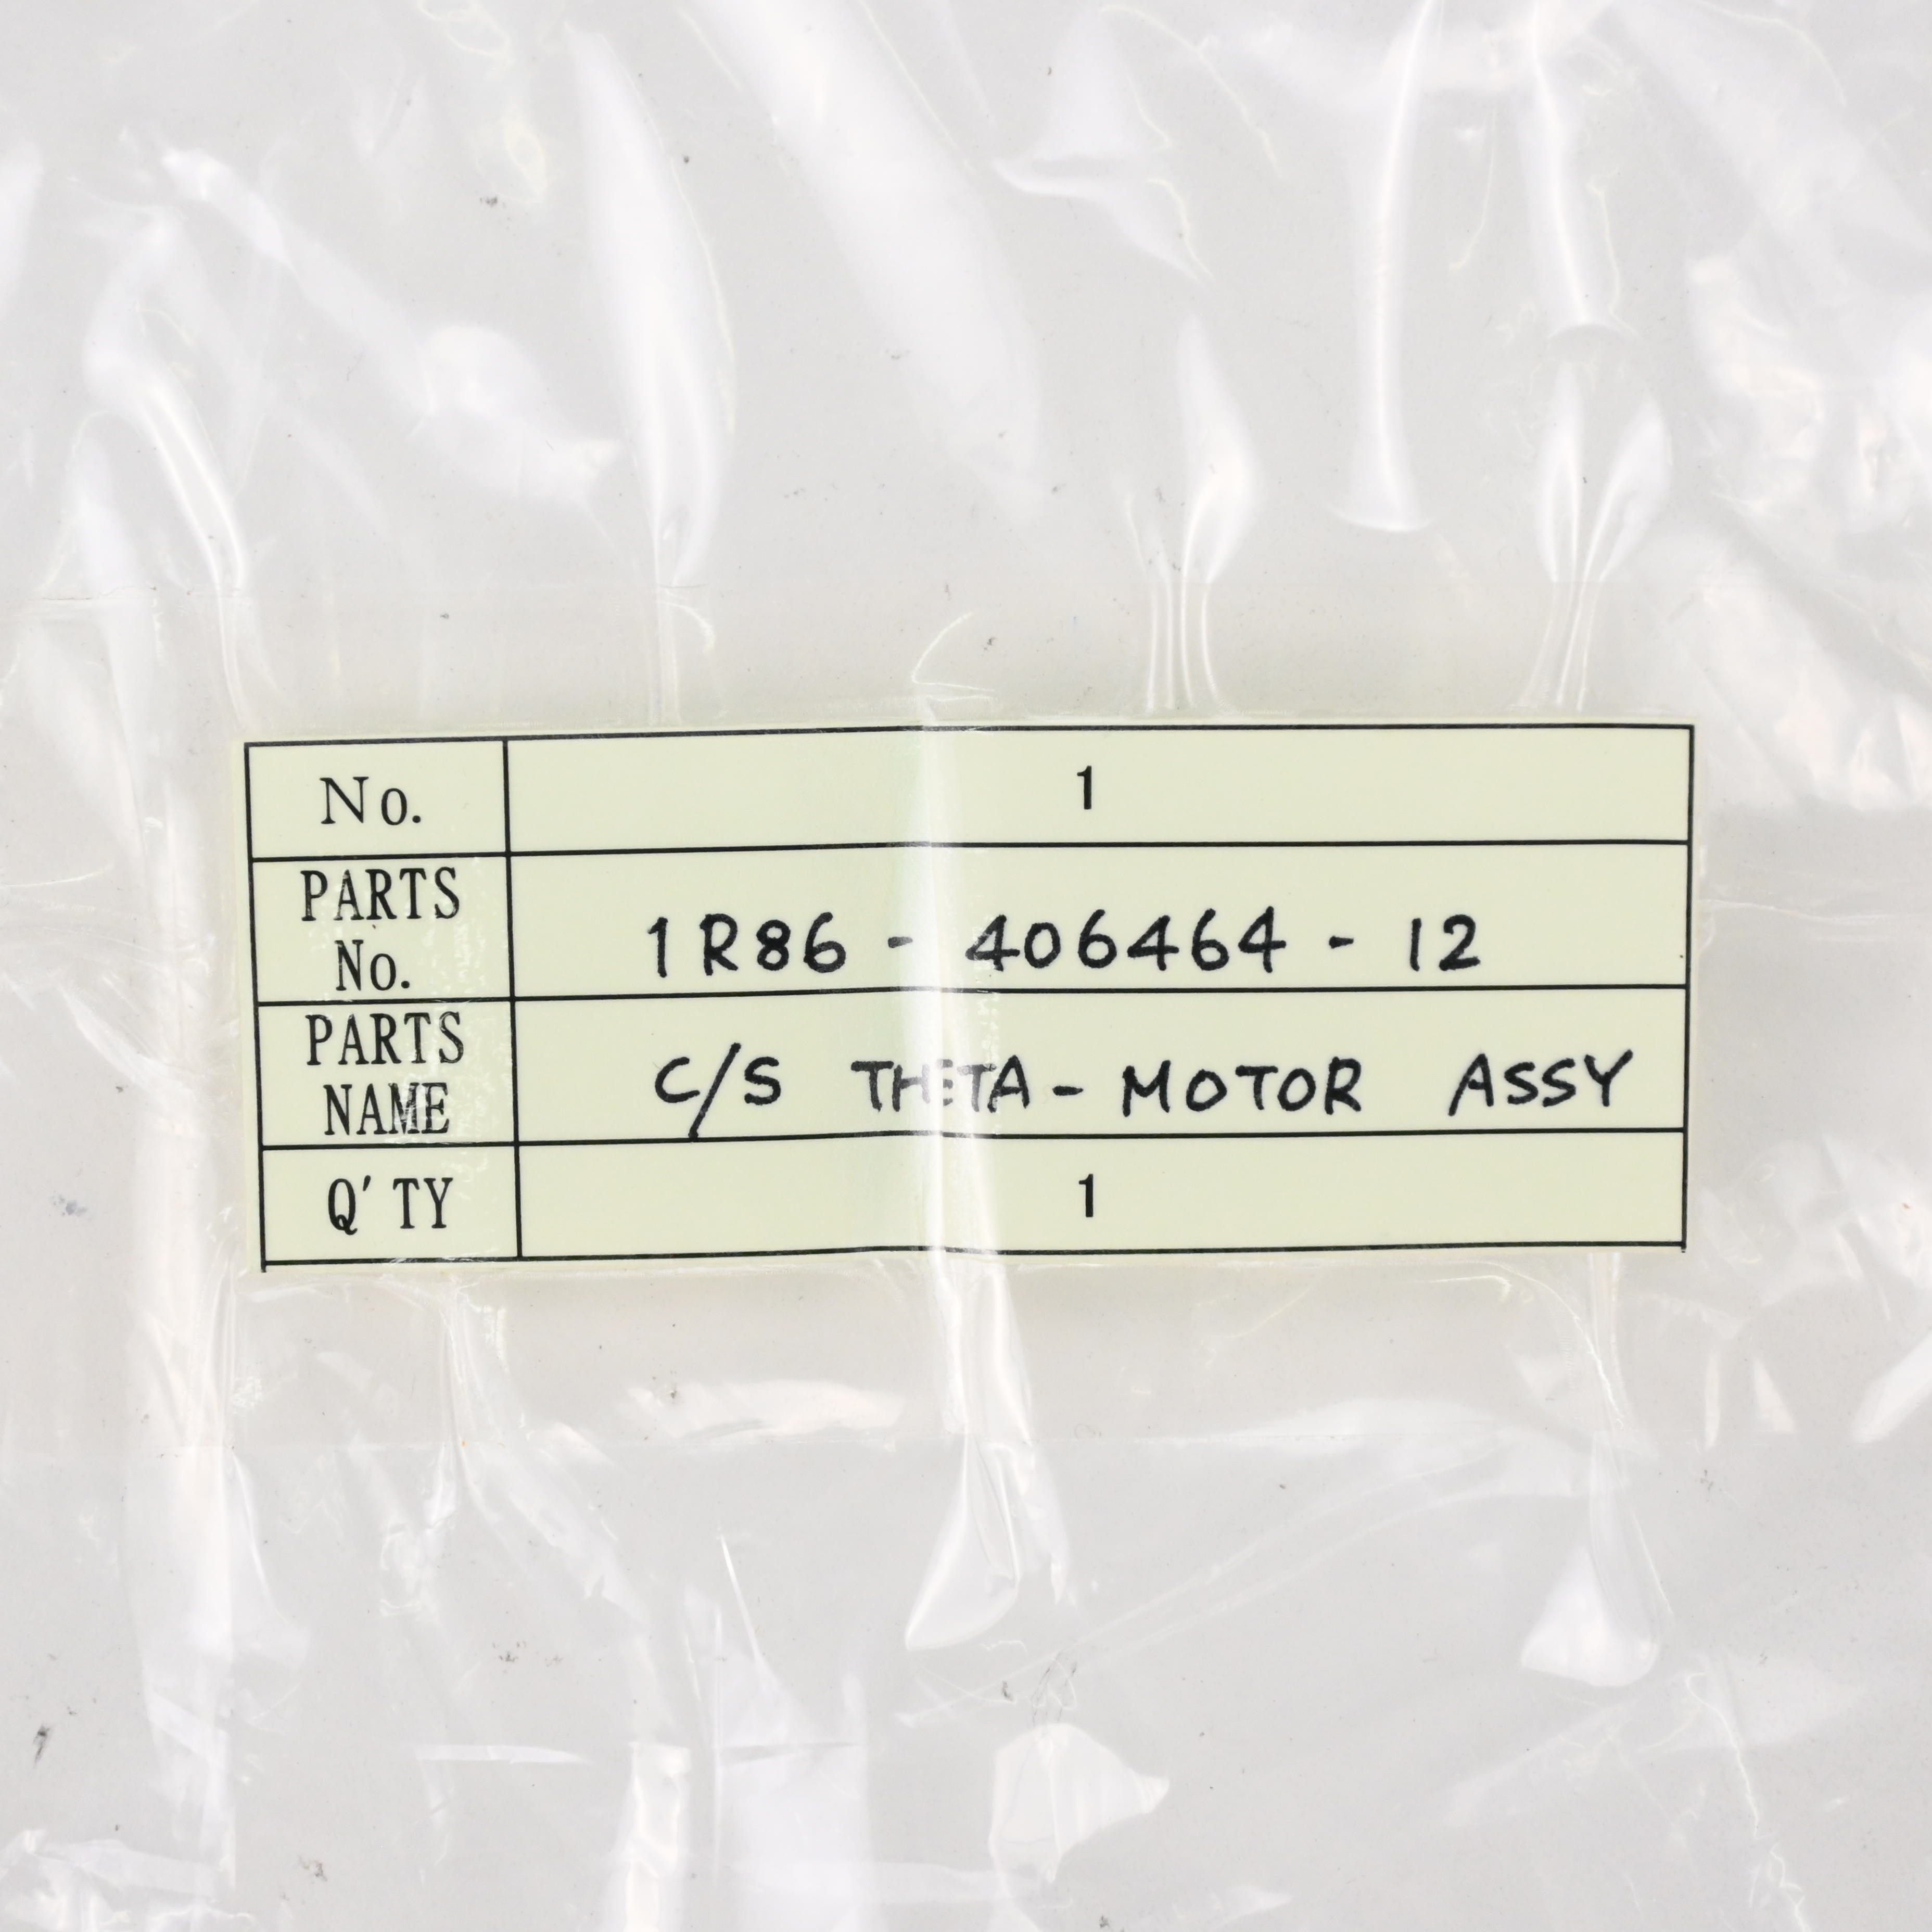 No. 1
PARTS
No. 1R86 - 406464 - 12
PARTS
NAME C/S THETA - MOTOR ASSY
Q'TY 1